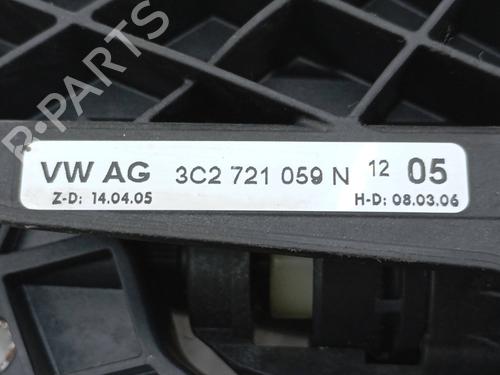 B-PARTS
VW AG 3C2 721 059 N 12 05
Z-D: 14.04.05 H-D: 08.03.06